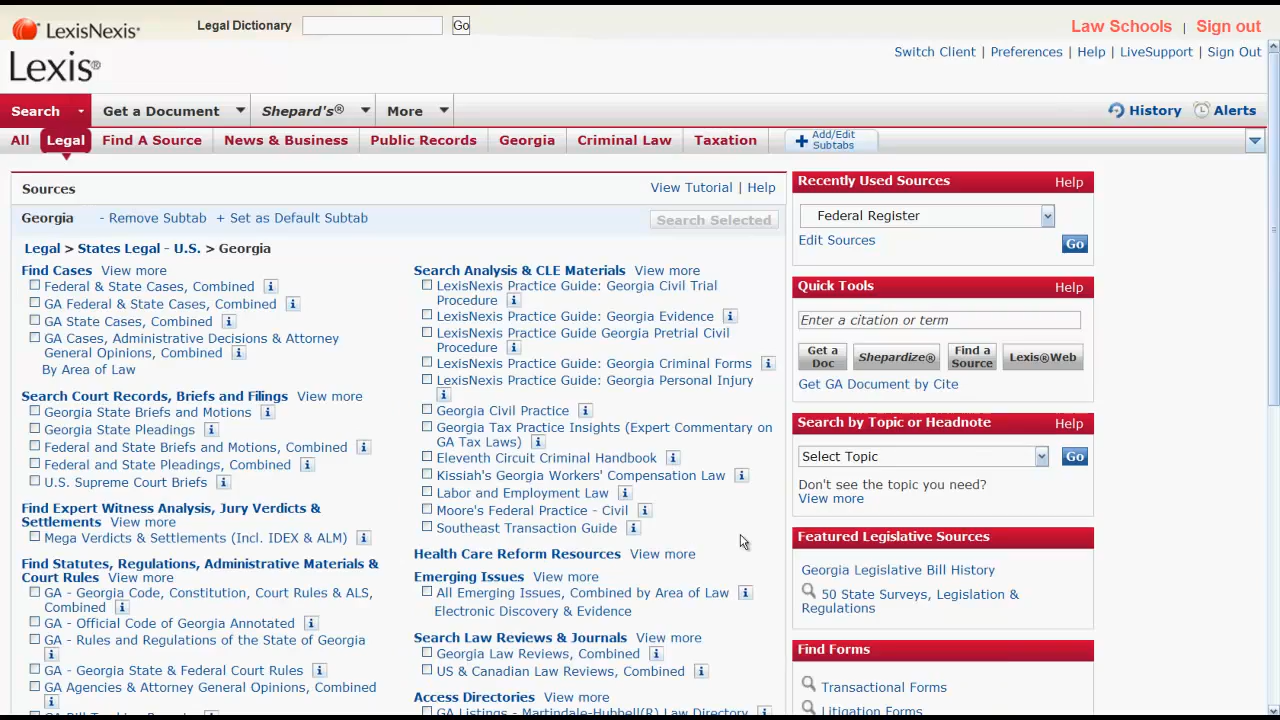 LexisNexis®
Legal Dictionary
Go
Law Schools | Sign out
Lexis®
Switch Client | Preferences | Help | LiveSupport | Sign Out
Search
Get a Document
Shepard's®
More
History
Alerts
All
Legal
Find A Source
News & Business
Public Records
Georgia
Criminal Law
Taxation
Add/Edit
Subtabs
Sources
View Tutorial | Help
Georgia
- Remove Subtab + Set as Default Subtab
Search Selected
Legal > States Legal - U.S. > Georgia
Find Cases View more
Federal & State Cases, Combined
GA Federal & State Cases, Combined
GA State Cases, Combined
GA Cases, Administrative Decisions & Attorney
General Opinions, Combined
By Area of Law
Search Court Records, Briefs and Filings View more
Georgia State Briefs and Motions
Georgia State Pleadings
Federal and State Briefs and Motions, Combined
Federal and State Pleadings, Combined
U.S. Supreme Court Briefs
Find Expert Witness Analysis, Jury Verdicts &
Settlements View more
Mega Verdicts & Settlements (Incl. IDEX & ALM)
Find Statutes, Regulations, Administrative Materials &
Court Rules View more
GA - Georgia Code, Constitution, Court Rules & ALS,
Combined
GA - Official Code of Georgia Annotated
GA - Rules and Regulations of the State of Georgia
GA - Georgia State & Federal Court Rules
GA Agencies & Attorney General Opinions, Combined
Search Analysis & CLE Materials View more
LexisNexis Practice Guide: Georgia Civil Trial
Procedure
LexisNexis Practice Guide: Georgia Evidence
LexisNexis Practice Guide Georgia Pretrial Civil
Procedure
LexisNexis Practice Guide: Georgia Criminal Forms
LexisNexis Practice Guide: Georgia Personal Injury
Georgia Civil Practice
Georgia Tax Practice Insights (Expert Commentary on
GA Tax Laws)
Eleventh Circuit Criminal Handbook
Kissiah's Georgia Workers' Compensation Law
Labor and Employment Law
Moore's Federal Practice - Civil
Southeast Transaction Guide
Health Care Reform Resources View more
Emerging Issues View more
All Emerging Issues, Combined by Area of Law
Electronic Discovery & Evidence
Search Law Reviews & Journals View more
Georgia Law Reviews, Combined
US & Canadian Law Reviews, Combined
Access Directories View more
GA Listings - Martindale-Hubbell(R) Law Directory
Recently Used Sources
Help
Federal Register
Edit Sources
Go
Quick Tools
Help
Enter a citation or term
Get a
Doc
Shepardize®
Find a
Source
Lexis®Web
Get GA Document by Cite
Search by Topic or Headnote
Help
Select Topic
Go
Don't see the topic you need?
View more
Featured Legislative Sources
Georgia Legislative Bill History
50 State Surveys, Legislation &
Regulations
Find Forms
Transactional Forms
Litigation Forms